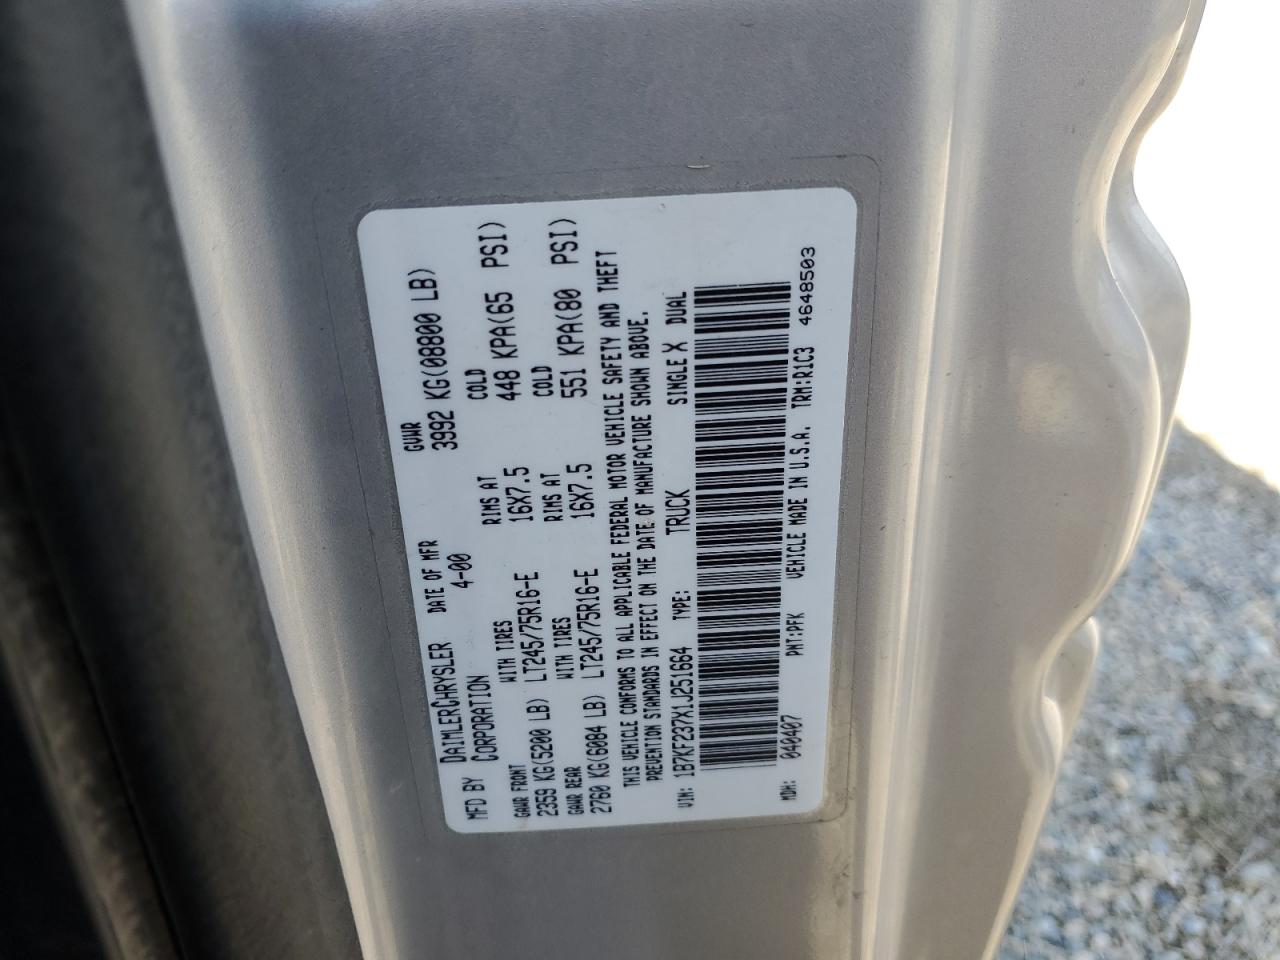 MFD BY DAIMLERCHRYSLER CORPORATION DATE OF MFR 4-00 GVWR 3992 KG(08800 LB)
GAWR FRONT WITH TIRES RIMS AT COLD
2359 KG(5200 LB) LT245/75R16-E 16X7.5 448 KPA(65 PSI)
GAWR REAR WITH TIRES RIMS AT COLD
2760 KG(6084 LB) LT245/75R16-E 16X7.5 551 KPA(80 PSI)
THIS VEHICLE CONFORMS TO ALL APPLICABLE FEDERAL MOTOR VEHICLE SAFETY AND THEFT
PREVENTION STANDARDS IN EFFECT ON THE DATE OF MANUFACTURE SHOWN ABOVE.
VIN: 1B7KF237X1J251664 TYPE: TRUCK SINGLE X DUAL
MDH: 040407 PNT:PFK VEHICLE MADE IN U.S.A. TRM:R1C3 4648503